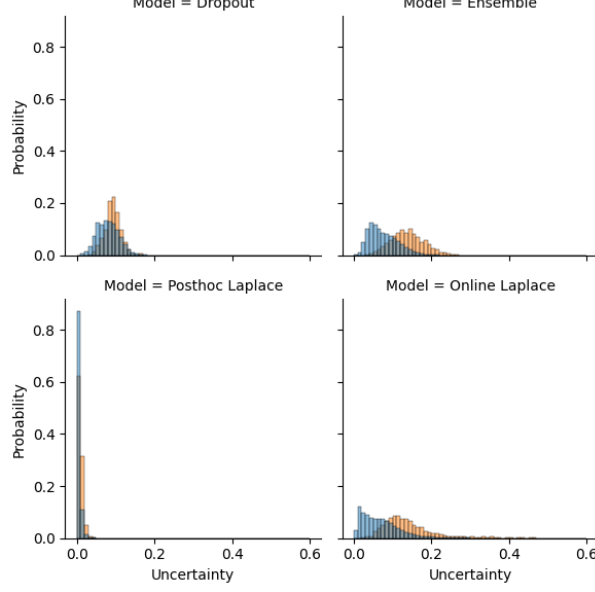 Model = Dropout
Model = Ensemble
0.8
0.6
0.4
0.2
0.0
Probability
Model = Posthoc Laplace
Model = Online Laplace
0.8
0.6
0.4
0.2
0.0
Probability
0.0 0.2 0.4 0.6
0.0 0.2 0.4 0.6
Uncertainty
Uncertainty